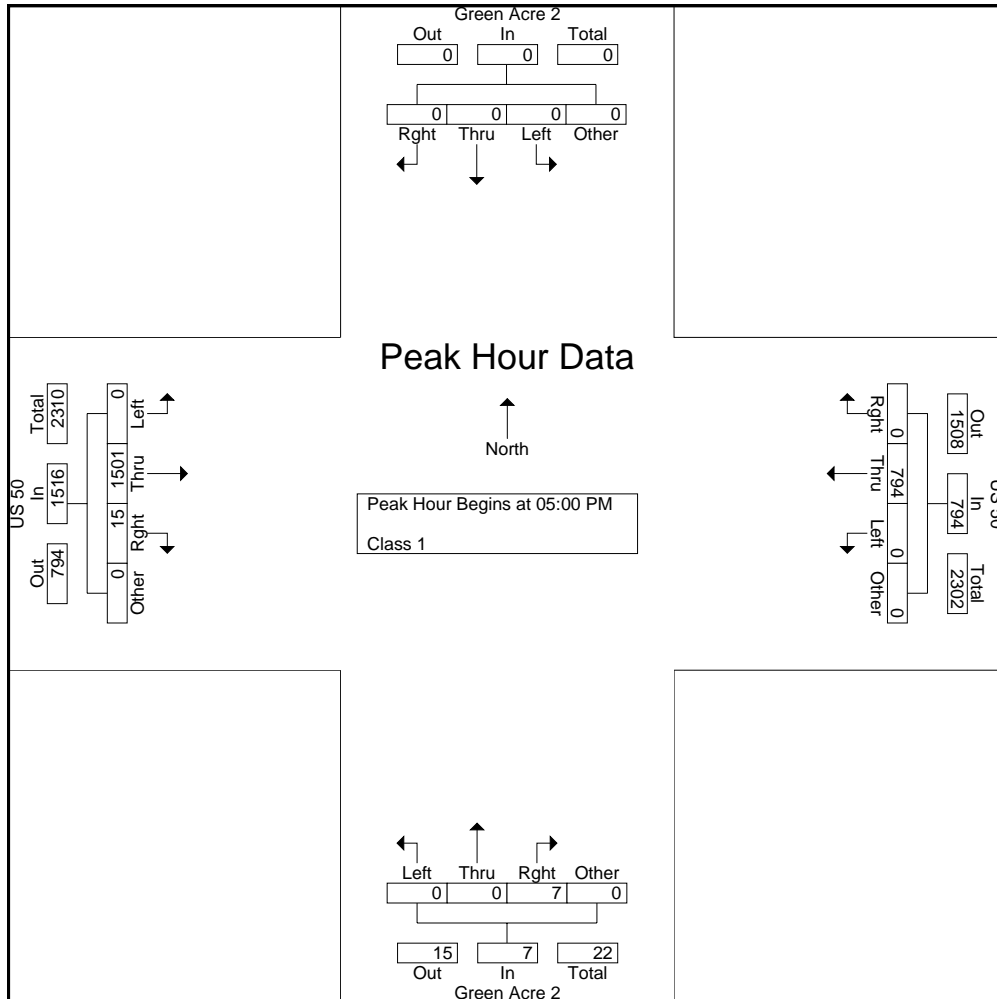 Green Acre 2
Out In Total
0 0 0
0 0 0 0
Rght Thru Left Other
Peak Hour Data
North
Peak Hour Begins at 05:00 PM
Class 1
US 50
Total In Out
2310 1516 794
0 1501 15 0
Left Thru Rght Other
Rght Thru Left Other
0 794 0 0
Out In Total
1508 794 2302
US 50
Left Thru Rght Other
0 0 7 0
15 7 22
Out In Total
Green Acre 2